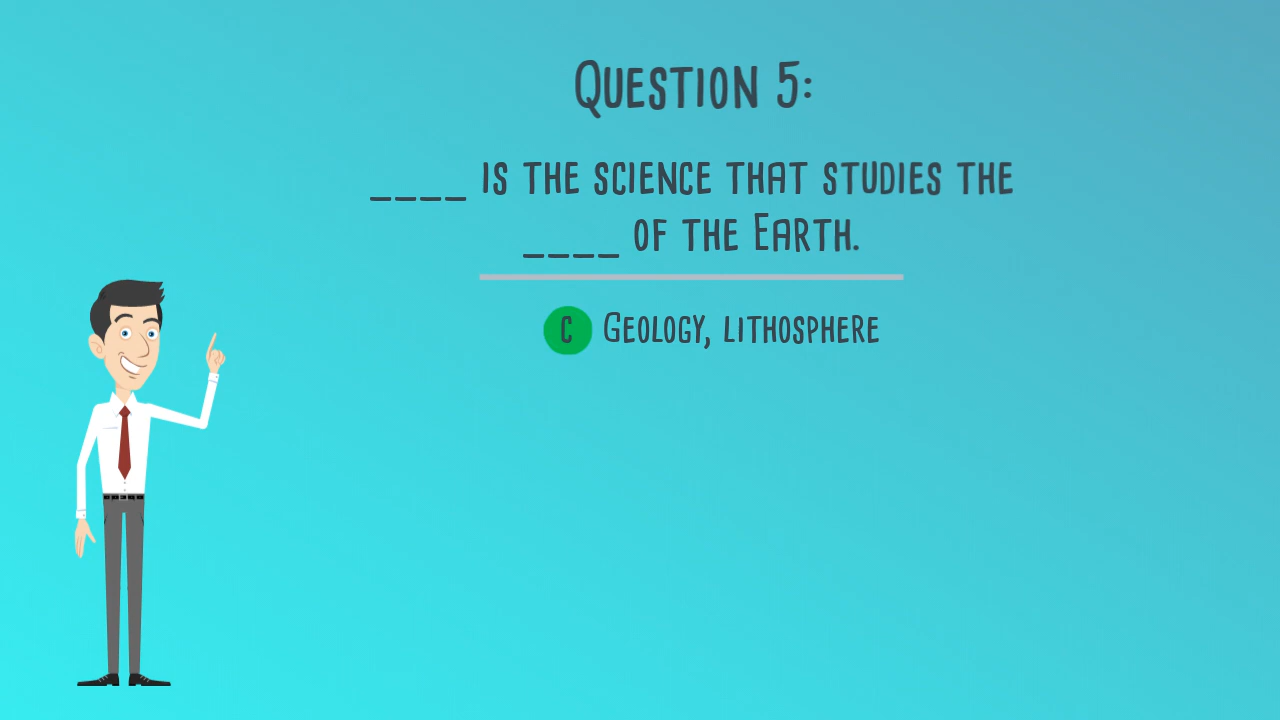 Question 5:
____ is the science that studies the
____ of the Earth.
C Geology, lithosphere